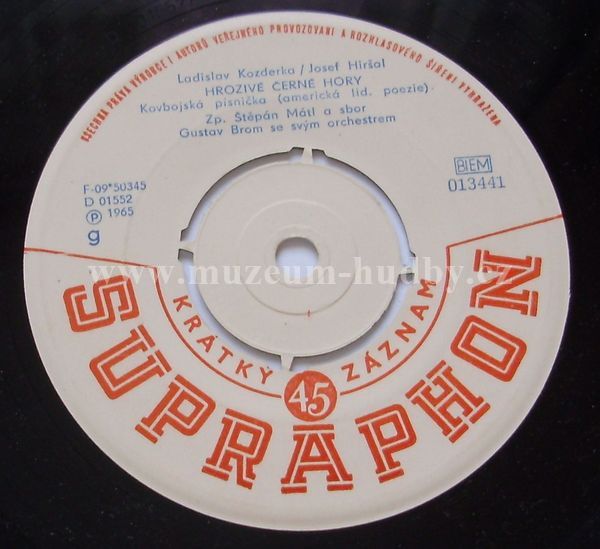 VŠECHNA PRÁVA VÝROBCE I AUTORŮ VEŘEJNÉHO PROVOZOVÁNÍ A ROZHLASOVÉHO ŠÍŘENÍ VYHRAŽENA
Ladislav Kozderka / Josef Hiršal
HROZIVÉ ČERNÉ HORY
Kovbojská písnička (americká lid. poezie)
Zp. Štěpán Mátl a sbor
Gustav Brom se svým orchestrem
F-09*50345
D 01552
Ⓟ 1965
g
BIEM
013441
www.muzeum-hudby.cz
KRÁTKÝ 45 ZÁZNAM
SUPRAPHON